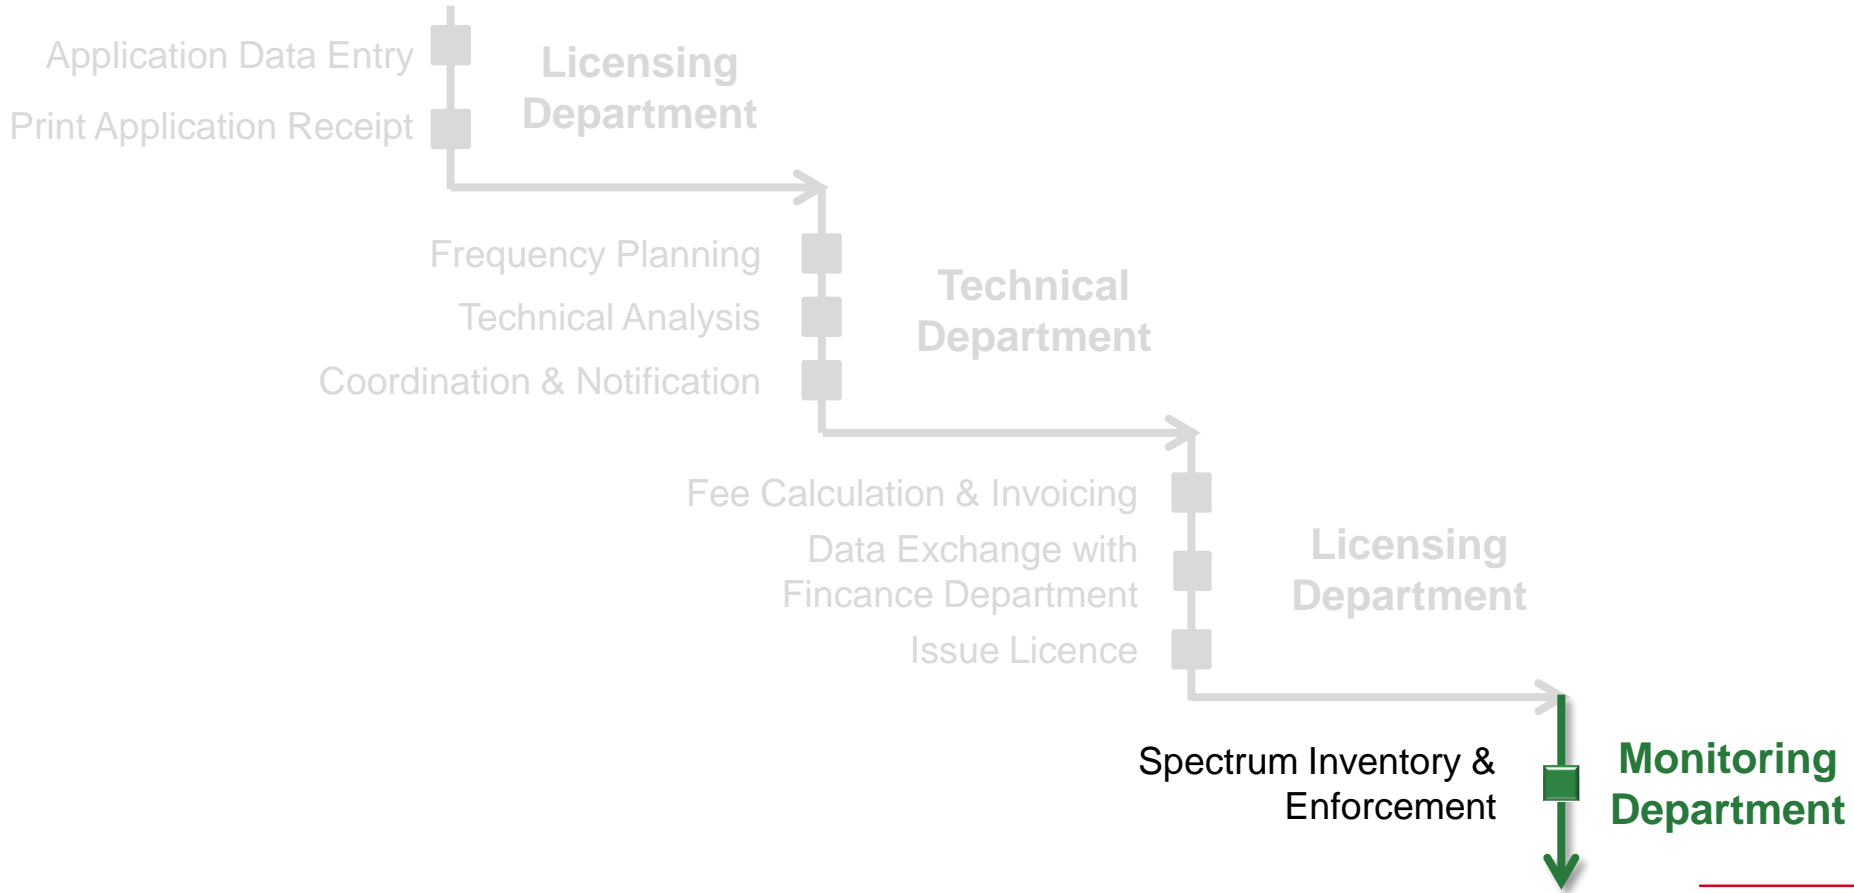 Application Data Entry
Print Application Receipt
Licensing
Department
Frequency Planning
Technical Analysis
Coordination & Notification
Technical
Department
Fee Calculation & Invoicing
Data Exchange with
Fincance Department
Issue Licence
Licensing
Department
Spectrum Inventory &
Enforcement
Monitoring
Department